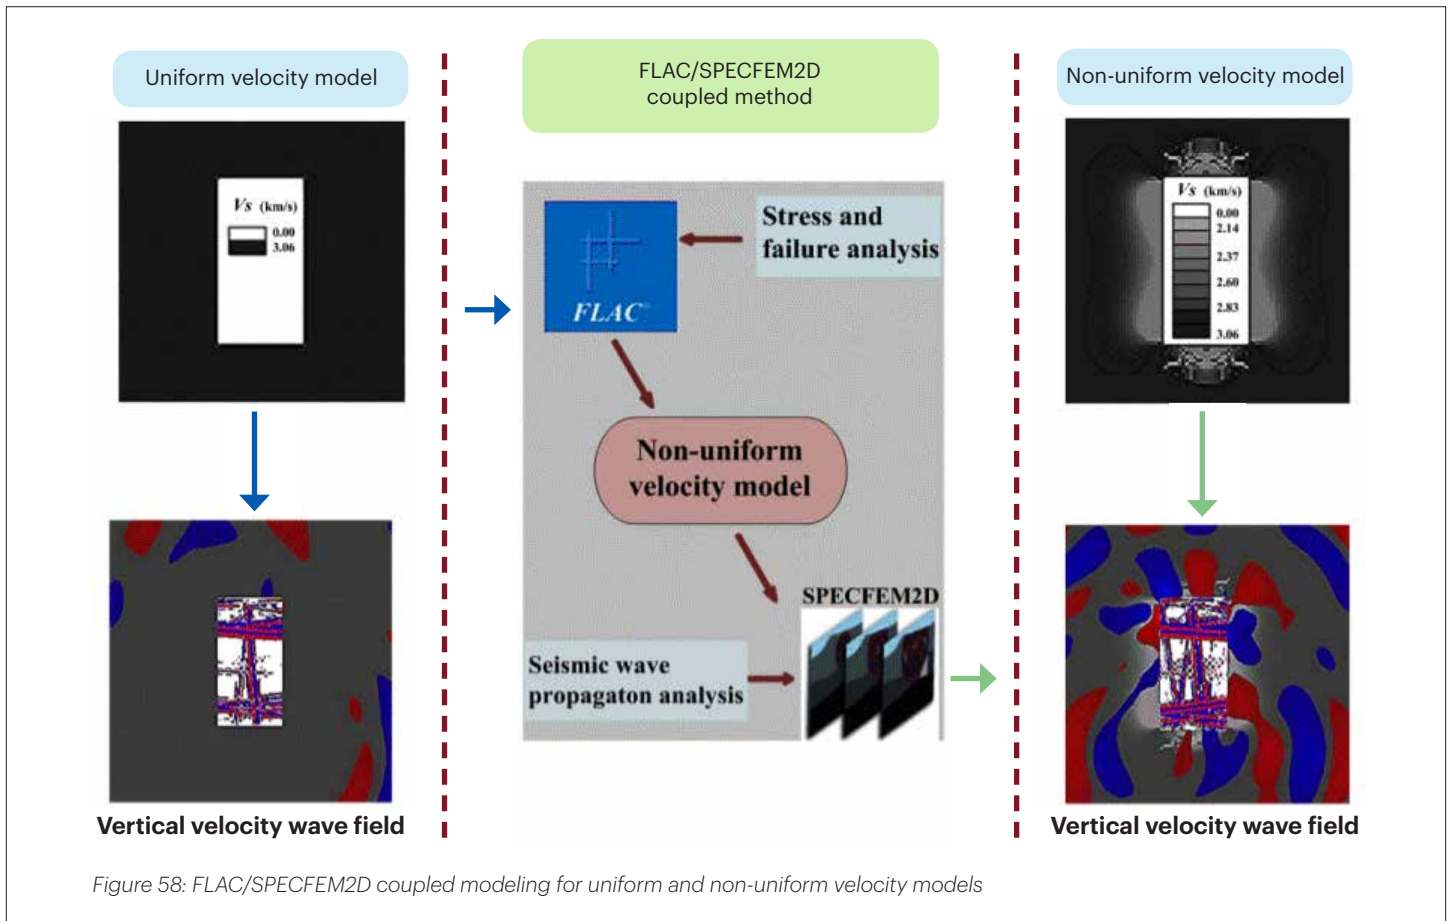 Uniform velocity model
Vs (km/s)
0.00
3.06
Vertical velocity wave field
FLAC/SPECFEM2D
coupled method
Stress and
failure analysis
FLAC
Non-uniform
velocity model
SPECFEM2D
Seismic wave
propagaton analysis
Non-uniform velocity model
Vs (km/s)
0.00
2.14
2.37
2.60
2.83
3.06
Vertical velocity wave field
Figure 58: FLAC/SPECFEM2D coupled modeling for uniform and non-uniform velocity models